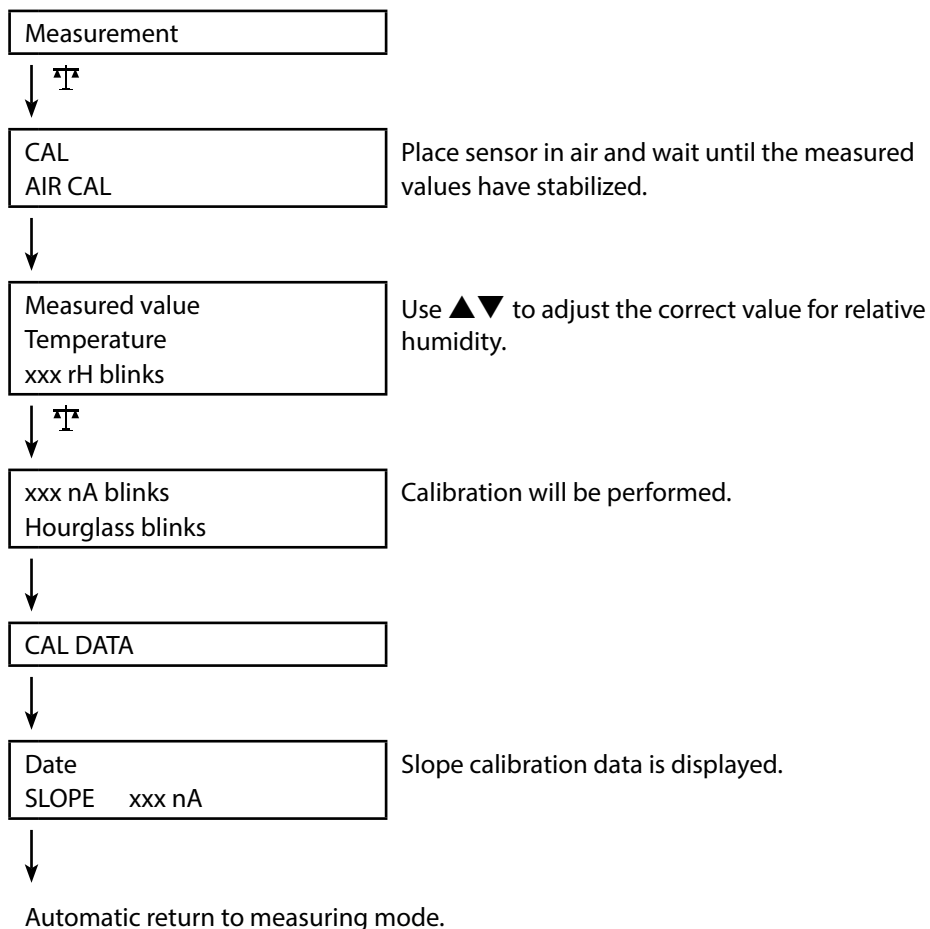 Measurement
CAL
AIR CAL
Place sensor in air and wait until the measured
values have stabilized.
Measured value
Temperature
xxx rH blinks
Use ▲▼ to adjust the correct value for relative
humidity.
xxx nA blinks
Hourglass blinks
Calibration will be performed.
CAL DATA
Date
SLOPE xxx nA
Slope calibration data is displayed.
Automatic return to measuring mode.